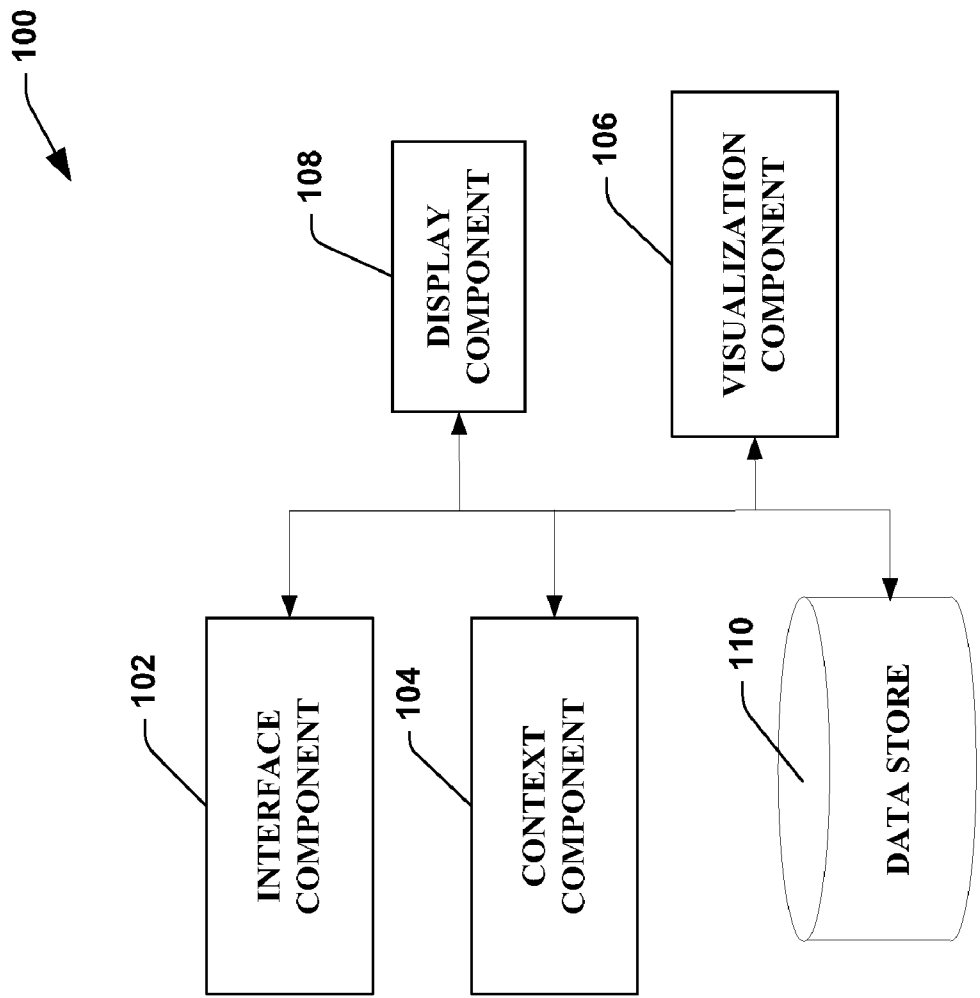 100
102
INTERFACE
COMPONENT
108
DISPLAY
COMPONENT
104
CONTEXT
COMPONENT
106
VISUALIZATION
COMPONENT
110
DATA STORE